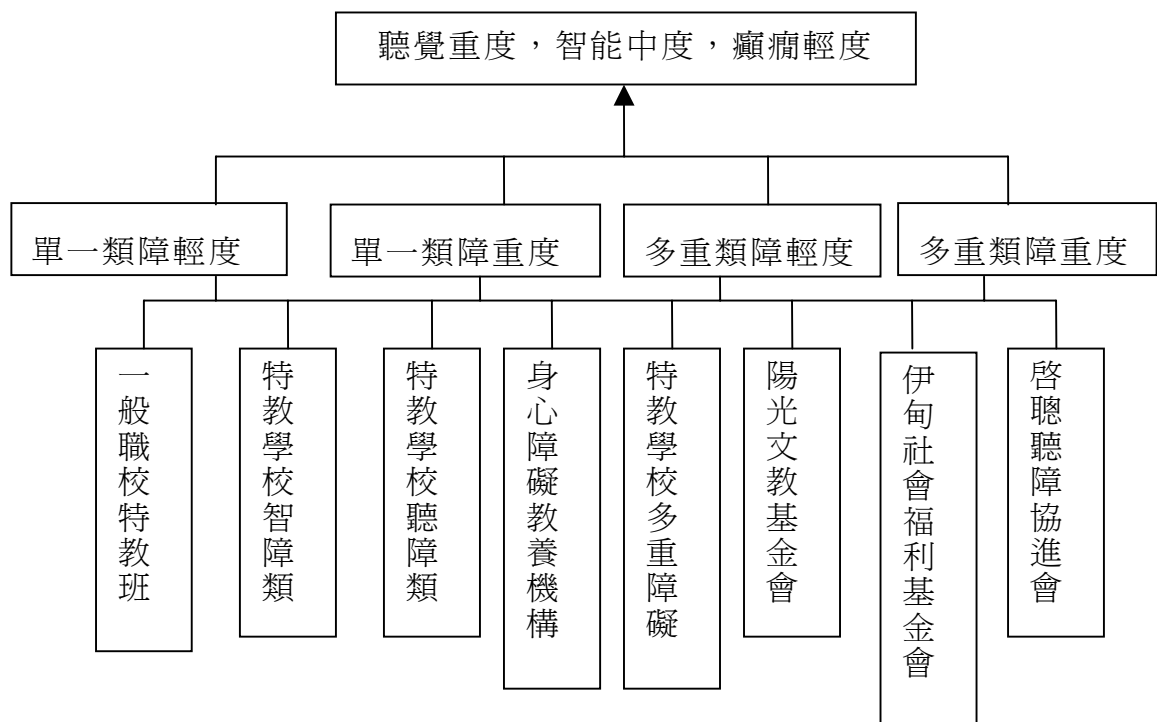 聽覺重度，智能中度，癲癇輕度
單一類障輕度
單一類障重度
多重類障輕度
多重類障重度
一般職校特教班
特教學校智障類
特教學校聽障類
身心障礙教養機構
特教學校多重障礙
陽光文教基金會
伊甸社會福利基金會
啓聰聽障協進會